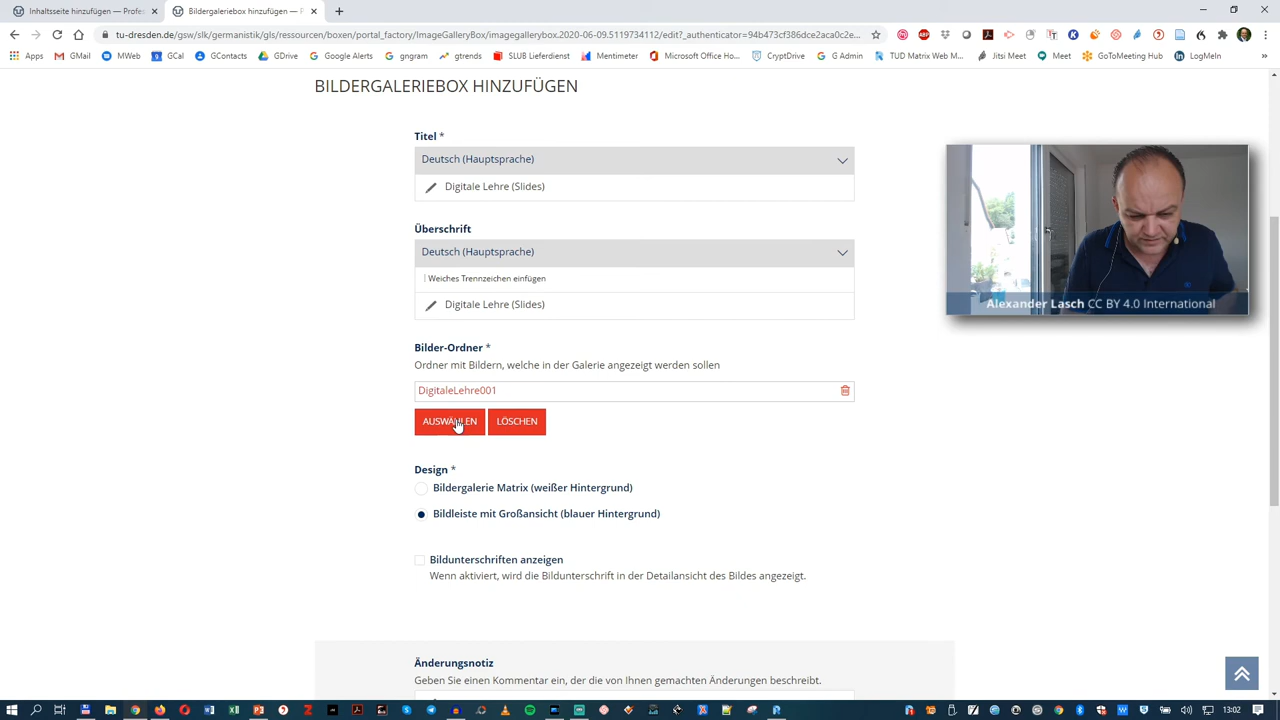 Inhaltsseite hinzufügen — Profes
Bildergaleriebox hinzufügen — P
tu-dresden.de/gsw/slk/germanistik/gls/ressourcen/boxen/portal_factory/ImageGalleryBox/imagegallerybox.2020-06-09.5119734112/edit?_authenticator=94b473cf386dce2aca0c2e...
Apps GMail MWeb GCal GContacts GDrive Google Alerts gngram gtrends SLUB Lieferdienst Mentimeter Microsoft Office Ho... CryptDrive G Admin TUD Matrix Web M... Jitsi Meet Meet GoToMeeting Hub LogMeIn
BILDERGALERIEBOX HINZUFÜGEN
Titel *
Deutsch (Hauptsprache)
Digitale Lehre (Slides)
Überschrift
Deutsch (Hauptsprache)
Weiches Trennzeichen einfügen
Digitale Lehre (Slides)
Alexander Lasch CC BY 4.0 International
Bilder-Ordner *
Ordner mit Bildern, welche in der Galerie angezeigt werden sollen
DigitaleLehre001
AUSWÄHLEN LÖSCHEN
Design *
Bildergalerie Matrix (weißer Hintergrund)
Bildleiste mit Großansicht (blauer Hintergrund)
Bildunterschriften anzeigen
Wenn aktiviert, wird die Bildunterschrift in der Detailansicht des Bildes angezeigt.
Änderungsnotiz
Geben Sie einen Kommentar ein, der die von Ihnen gemachten Änderungen beschreibt.
13:02